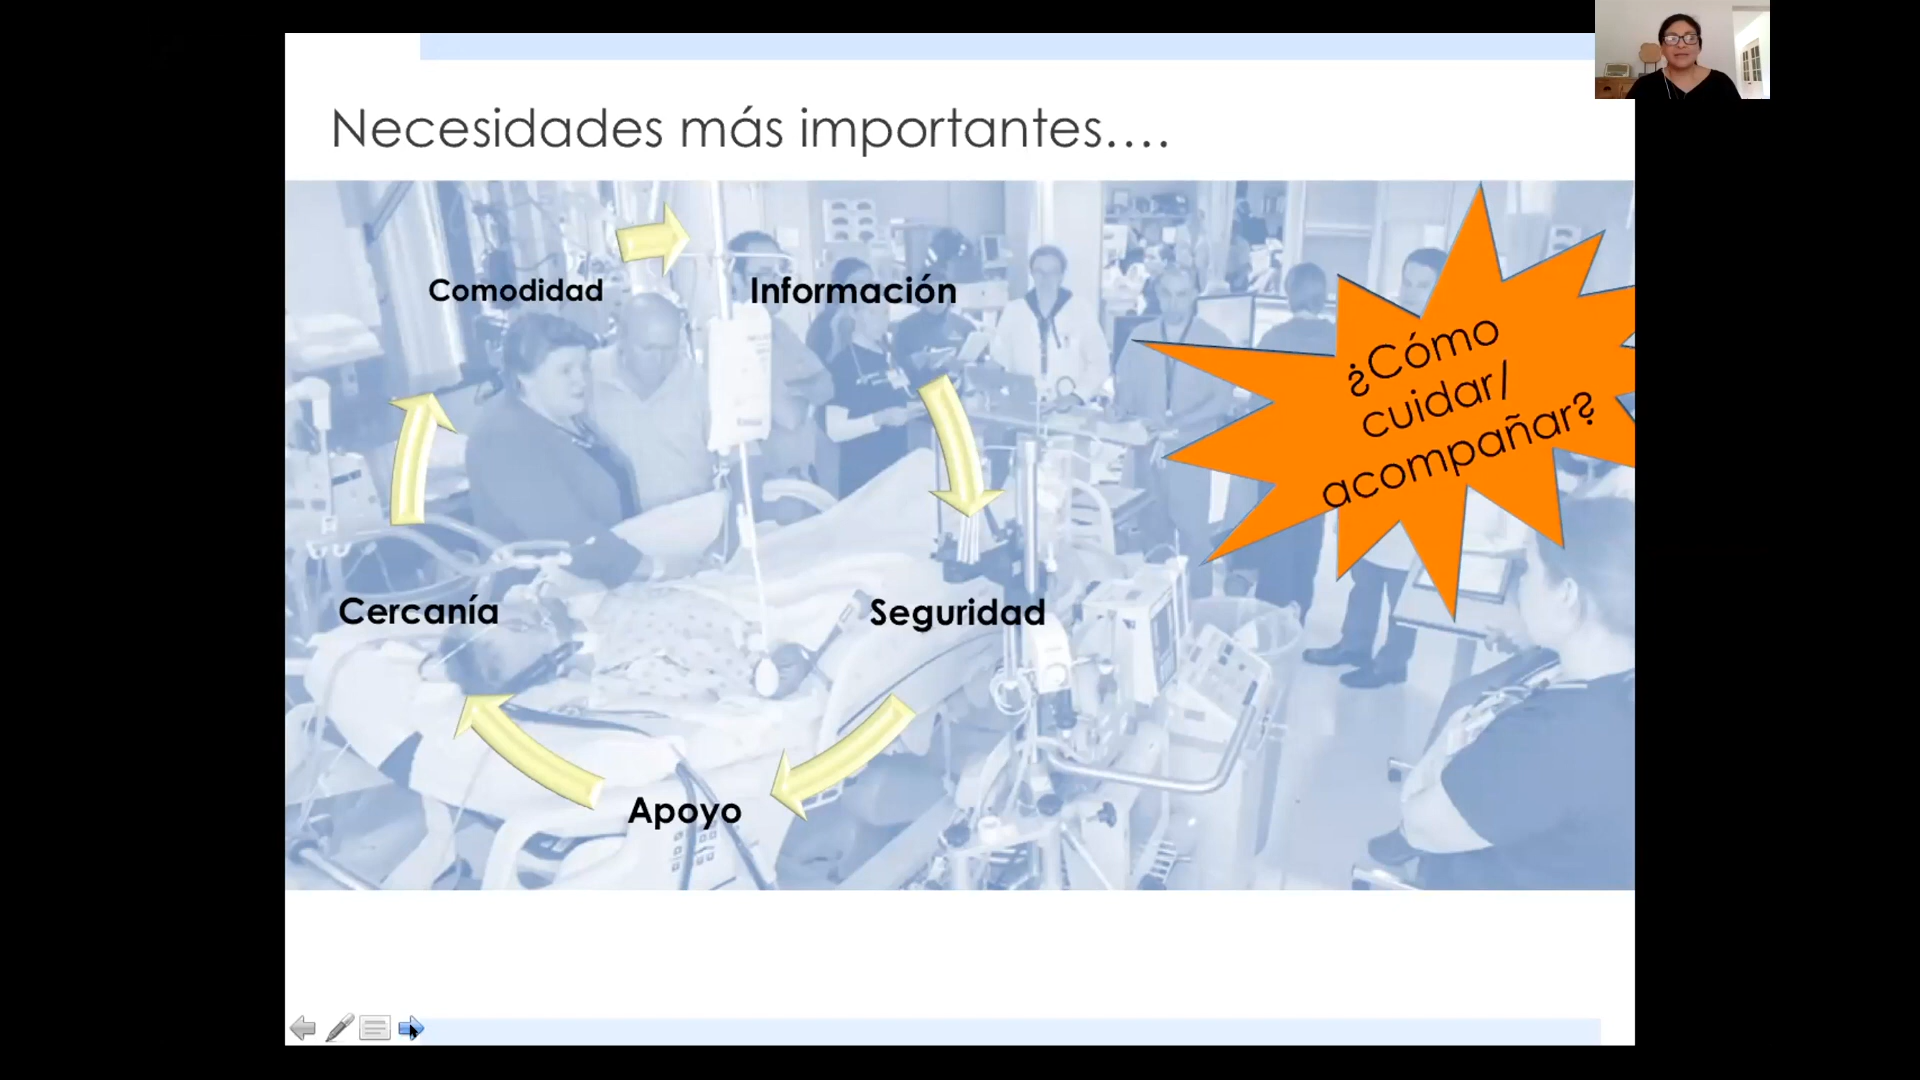 Necesidades más importantes....
Comodidad
Información
¿Cómo
cuidar/
acompañar?
Cercanía
Seguridad
Apoyo